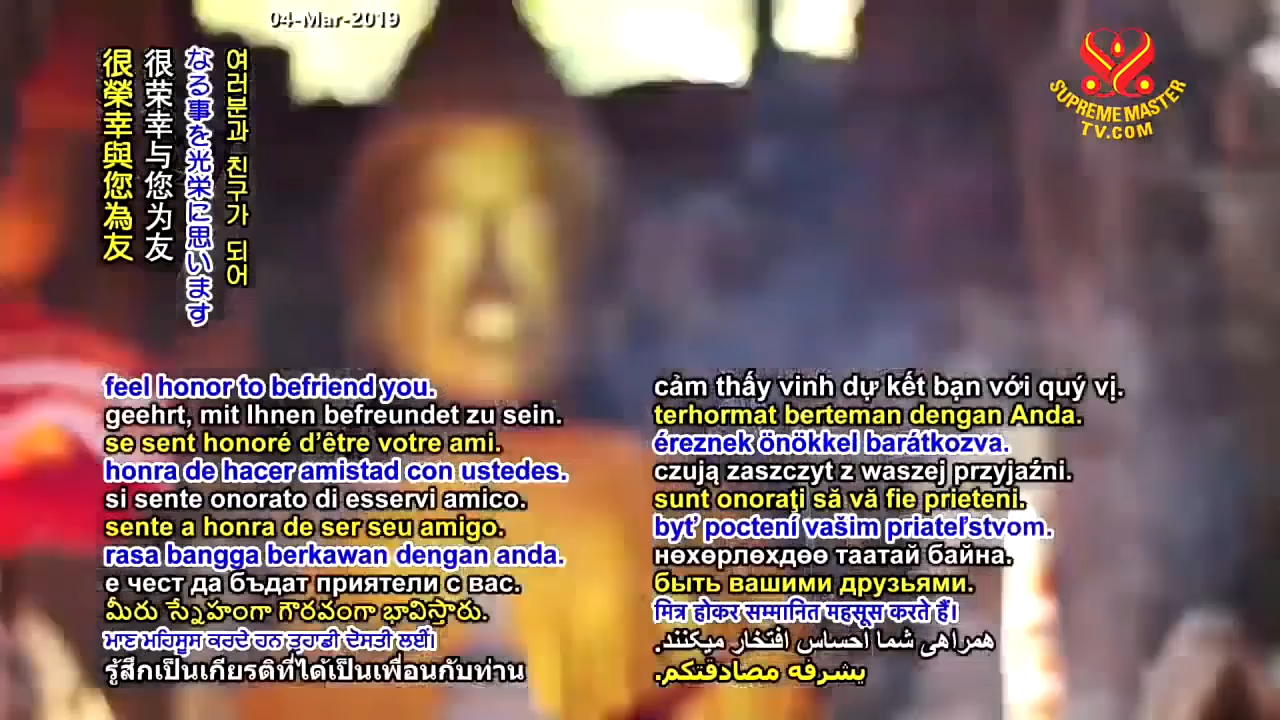 04-Mar-2019
SUPREME MASTER
TV.COM
여러분과 친구가 되어
なる事を光栄に思います
很荣幸与您为友
很榮幸與您為友
feel honor to befriend you.
geehrt, mit Ihnen befreundet zu sein.
se sent honoré d’être votre ami.
honra de hacer amistad con ustedes.
si sente onorato di esservi amico.
sente a honra de ser seu amigo.
rasa bangga berkawan dengan anda.
е чест да бъдат приятели с вас.
మీరు స్నేహంగా గౌరవంగా భావిస్తారు.
ਮਾਣ ਮਹਿਸੂਸ ਕਰਦੇ ਹਨ ਤੁਹਾਡੀ ਦੋਸਤੀ ਲਈ।
รู้สึกเป็นเกียรติที่ได้เป็นเพื่อนกับท่าน
cảm thấy vinh dự kết bạn với quý vị.
terhormat berteman dengan Anda.
éreznek önökkel barátkozva.
czują zaszczyt z waszej przyjaźni.
sunt onoraţi să vă fie prieteni.
byť poctení vašim priateľstvom.
нөхөрлөхдөө таатай байна.
быть вашими друзьями.
मित्र होकर सम्मानित महसूस करते हैं।
همراهی شما احساس افتخار میکنند.
يشرفه مصادقتكم.